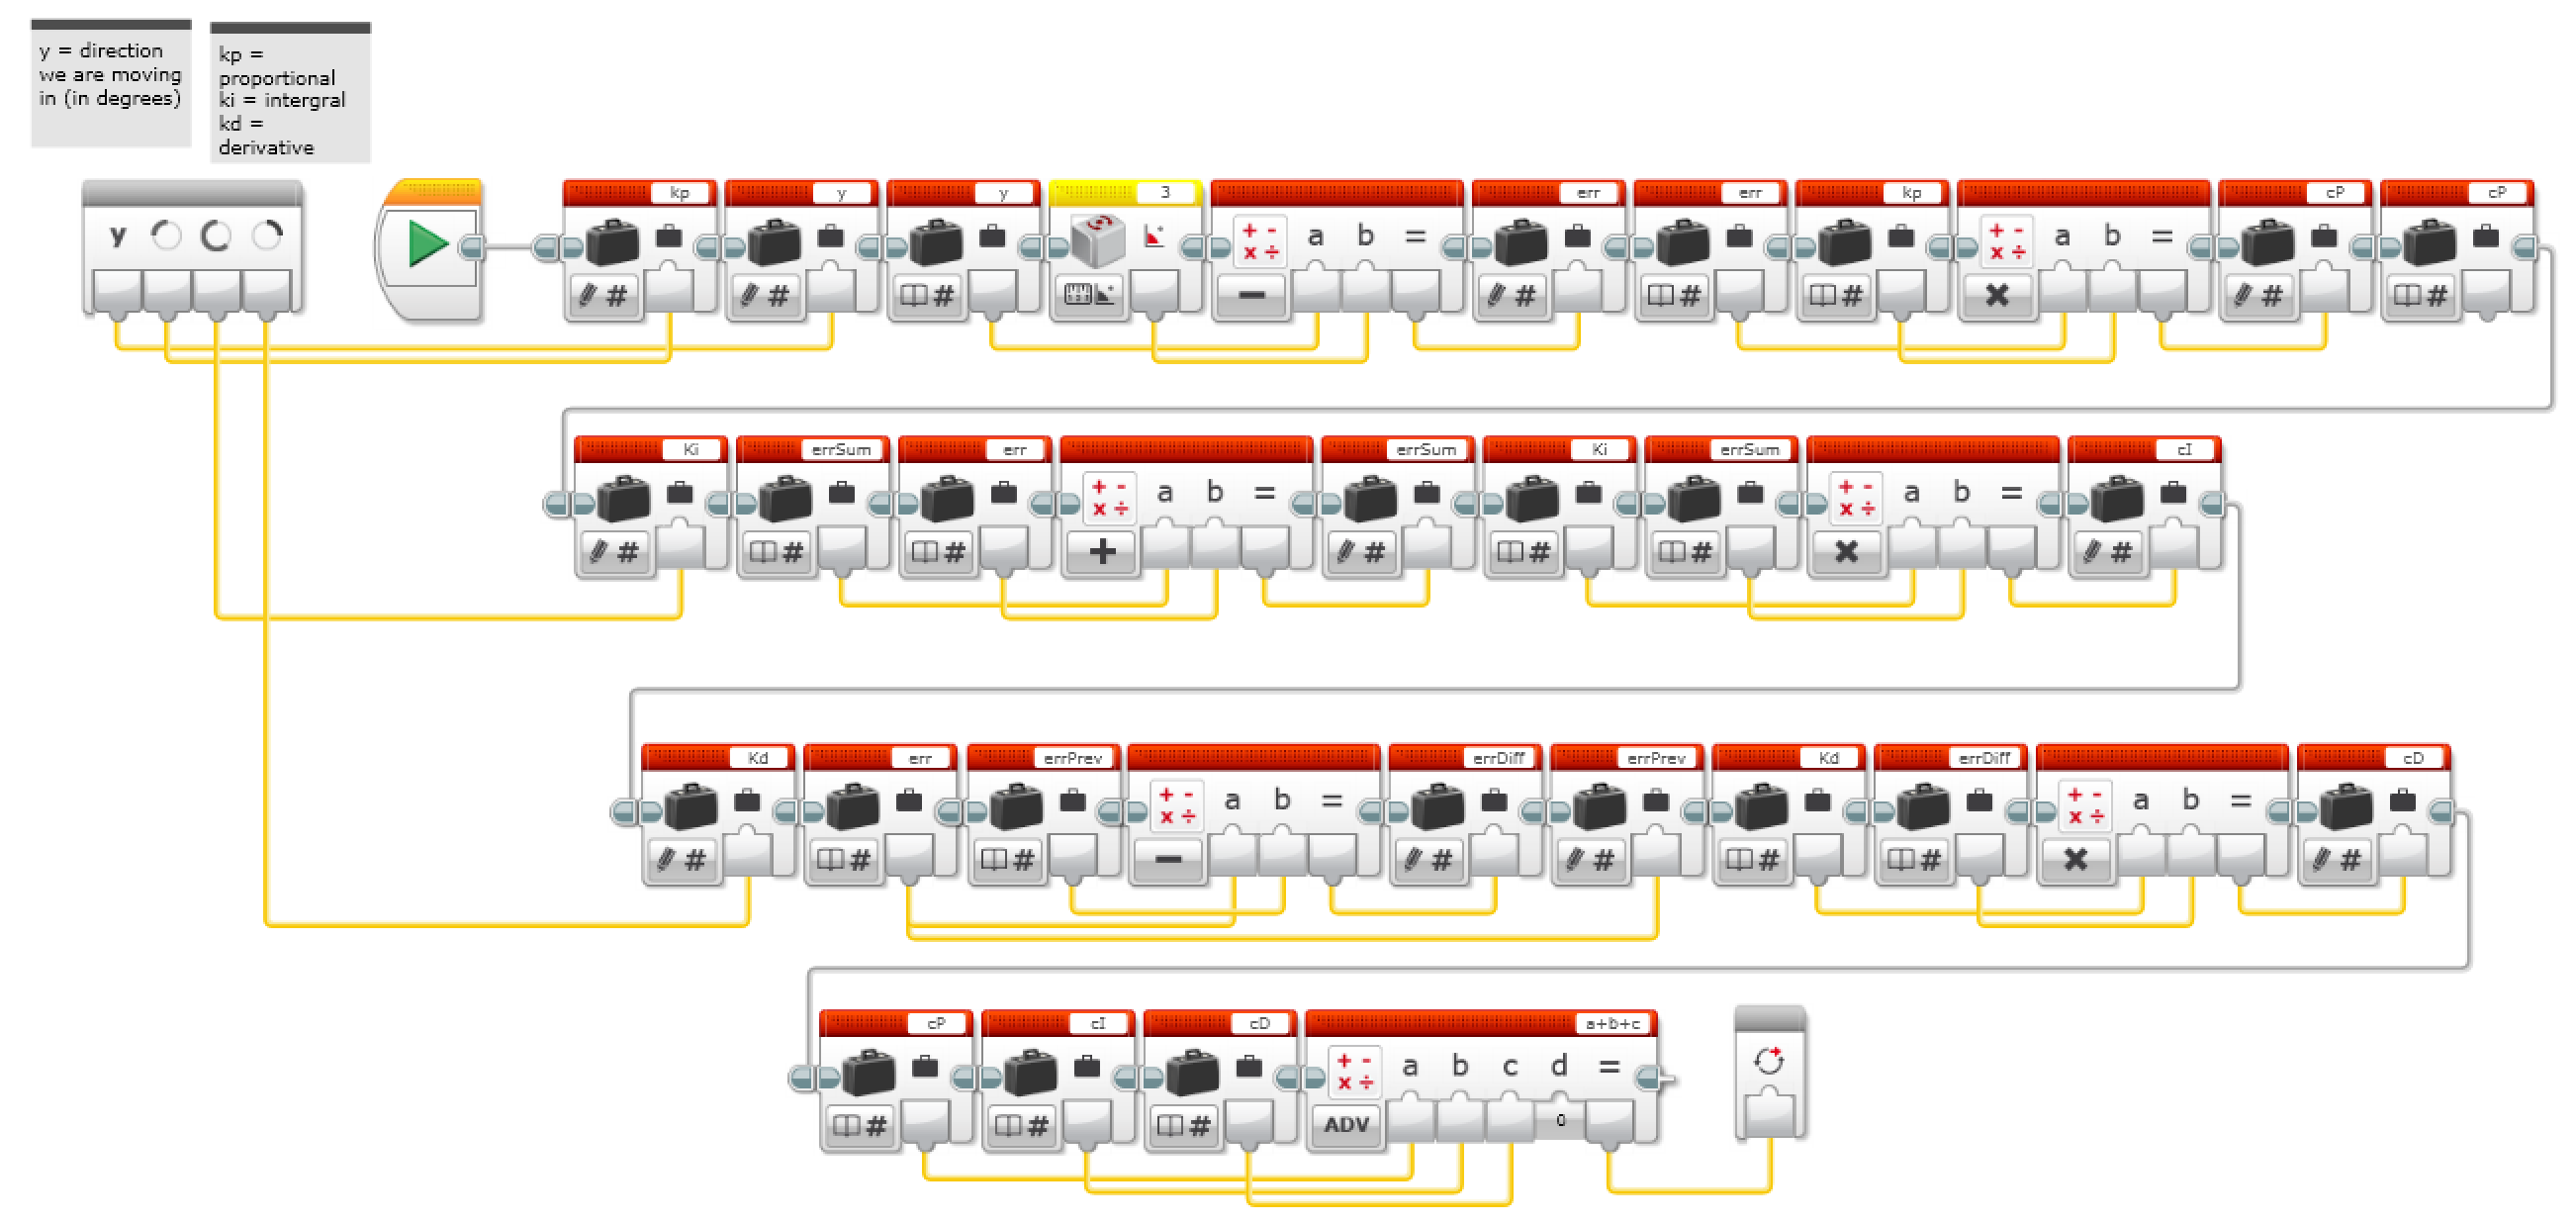 y = direction
we are moving
in (in degrees)
kp =
proportional
ki = intergral
kd =
derivative
y
kp
y
y
3
err
err
kp
cP
cP
a b =
a b =
#
#
#
#
#
#
#
#
Ki
errSum
err
errSum
Ki
errSum
cI
a b =
a b =
#
#
#
#
#
#
#
Kd
err
errPrev
errDiff
errPrev
Kd
errDiff
cD
a b =
a b =
#
#
#
#
#
#
#
#
cP
cI
cD
a+b+c
a b c d =
#
#
#
ADV
0